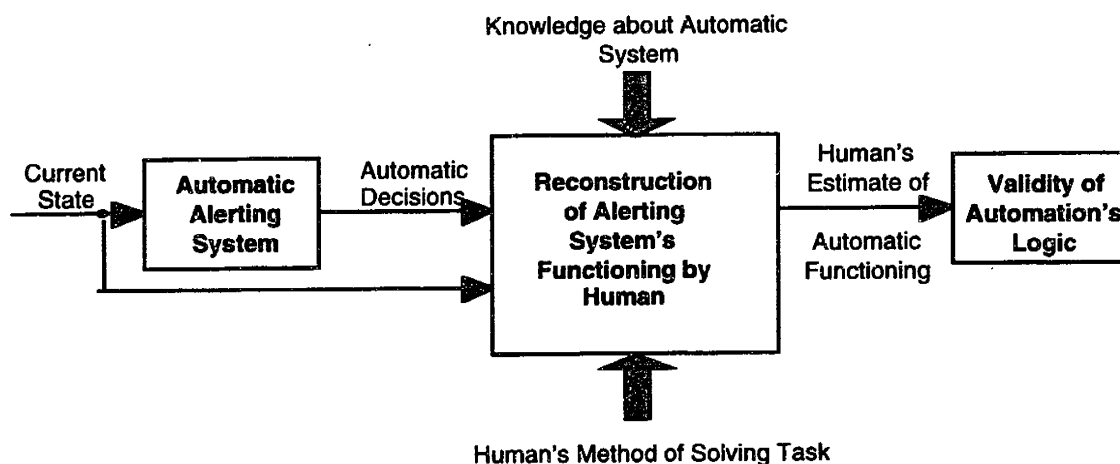 Knowledge about Automatic
System
Current
State
Automatic
Alerting
System
Automatic
Decisions
Reconstruction
of Alerting
System's
Functioning by
Human
Human's
Estimate of
Automatic
Functioning
Validity of
Automation's
Logic
Human's Method of Solving Task